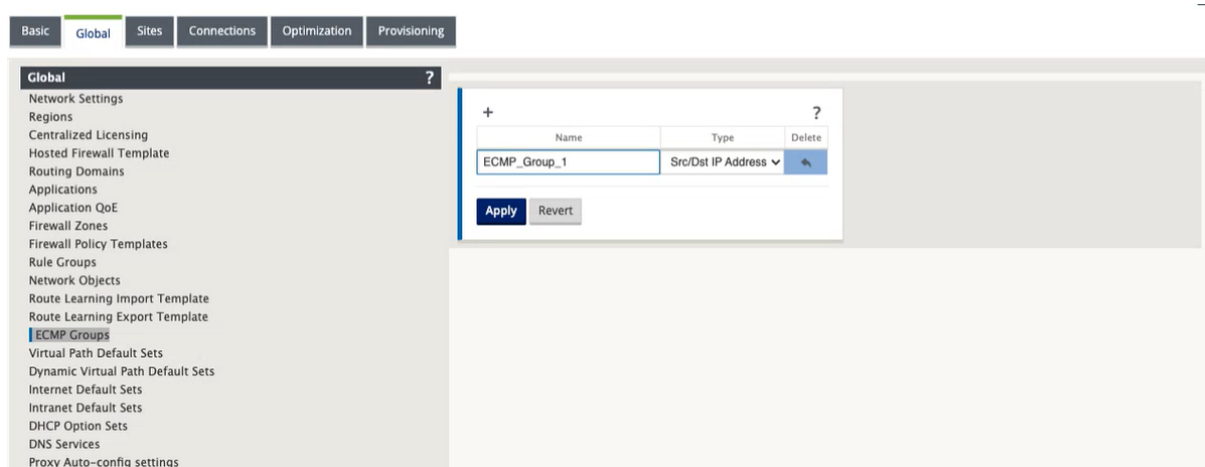 Basic Global Sites Connections Optimization Provisioning
Global ?
Network Settings
Regions
Centralized Licensing
Hosted Firewall Template
Routing Domains
Applications
Application QoE
Firewall Zones
Firewall Policy Templates
Rule Groups
Network Objects
Route Learning Import Template
Route Learning Export Template
ECMP Groups
Virtual Path Default Sets
Dynamic Virtual Path Default Sets
Internet Default Sets
Intranet Default Sets
DHCP Option Sets
DNS Services
Proxy Auto-config settings
+ ?
Name Type Delete
ECMP_Group_1 Src/Dst IP Address
Apply Revert